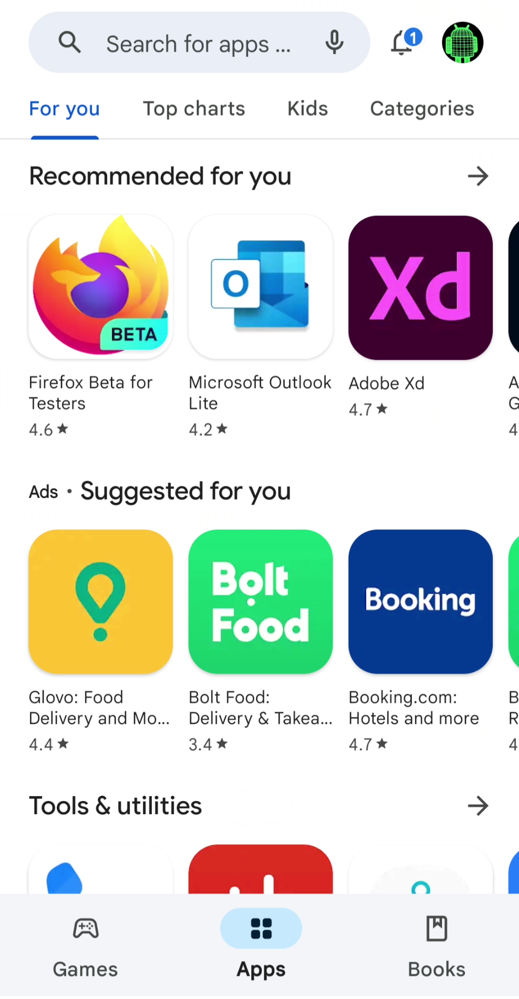 Search for apps ...
1
For you
Top charts
Kids
Categories
Recommended for you
BETA
O
Xd
Firefox Beta for
Testers
4.6 ★
Microsoft Outlook
Lite
4.2 ★
Adobe Xd
4.7 ★
A
G
4
Ads • Suggested for you
Bolt
Food
Booking
Glovo: Food
Delivery and Mo...
4.4 ★
Bolt Food:
Delivery & Takea...
3.4 ★
Booking.com:
Hotels and more
4.7 ★
B
R
4
Tools & utilities
Games
Apps
Books